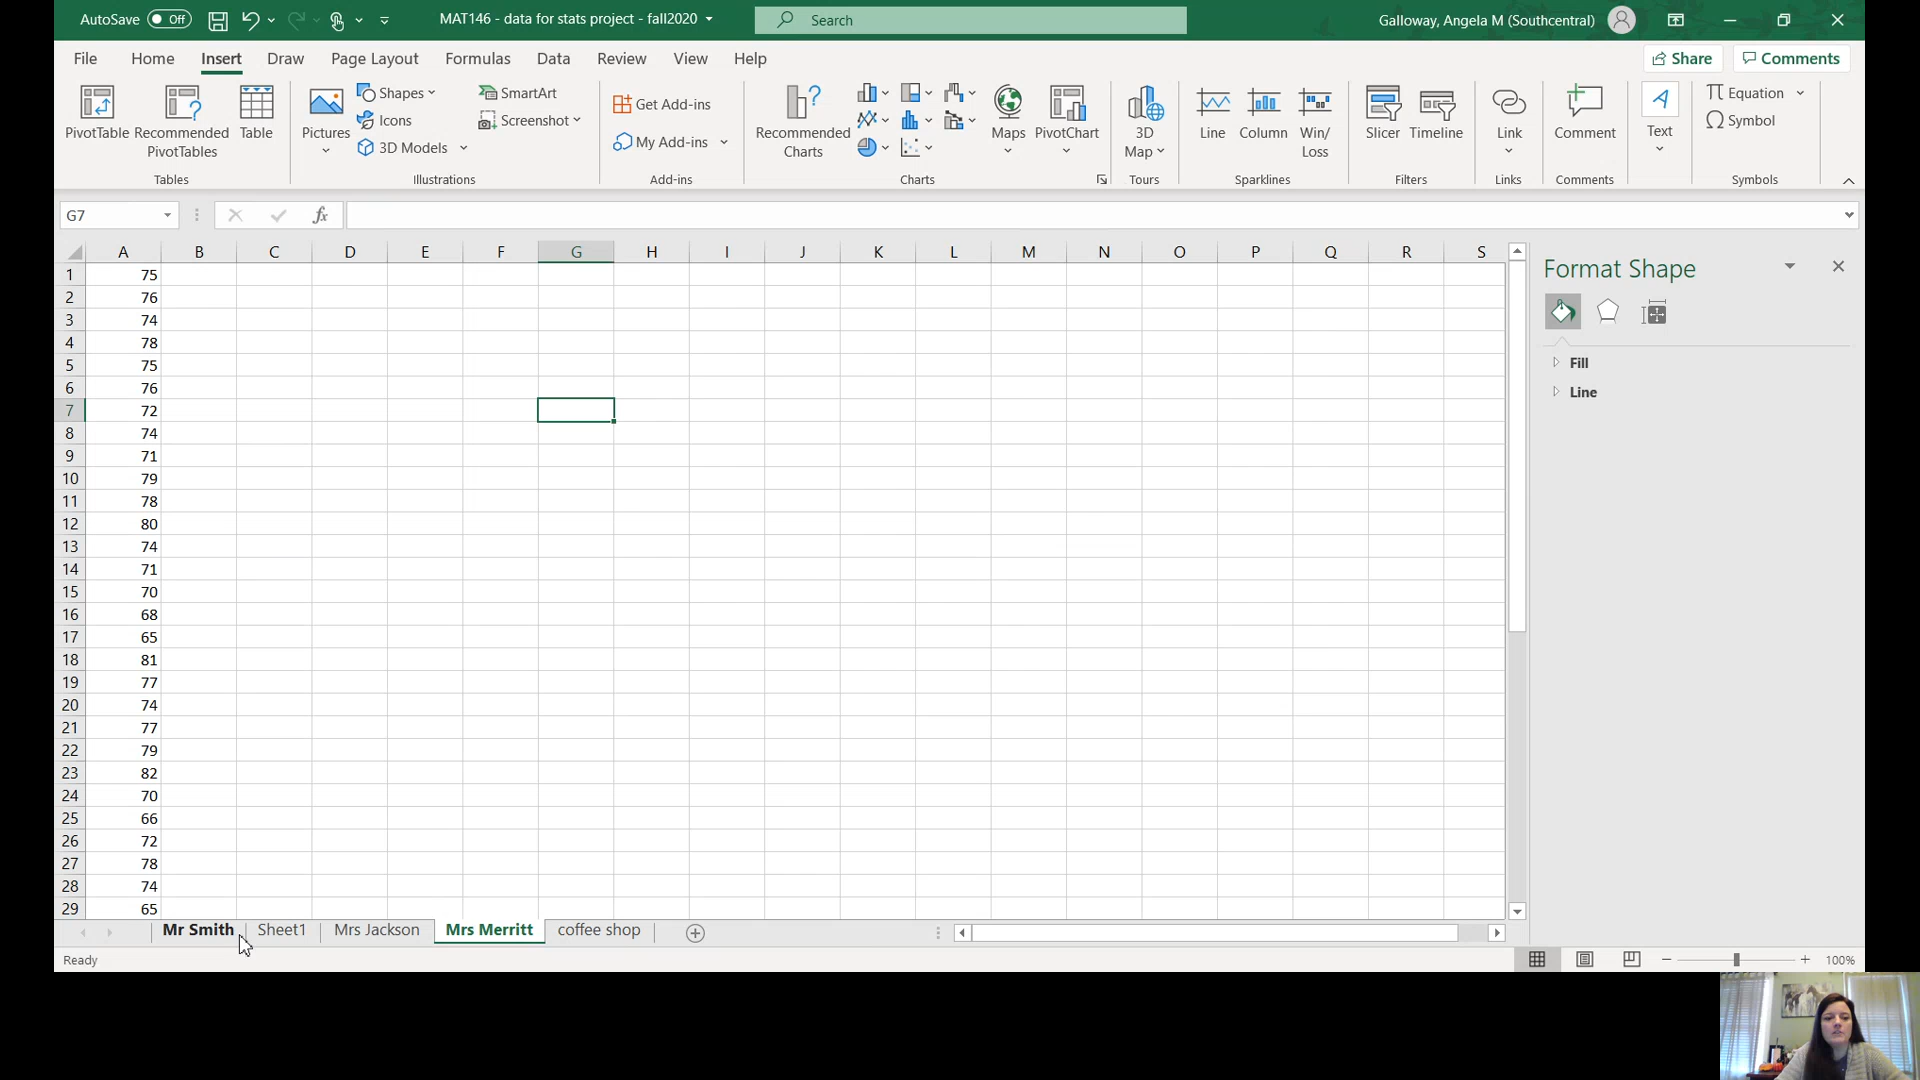 AutoSave Off MAT146 - data for stats project - fall2020 Search Galloway, Angela M (Southcentral)
File Home Insert Draw Page Layout Formulas Data Review View Help Share Comments
PivotTable Recommended PivotTables Table
Tables
Pictures Shapes Icons 3D Models SmartArt Screenshot
Illustrations
Get Add-ins
My Add-ins
Add-ins
Recommended Charts Maps PivotChart
Charts
3D Map
Tours
Line Column Win/ Loss
Sparklines
Slicer Timeline
Filters
Link
Links
Comment
Comments
Text
Equation
Symbol
Symbols
G7 fx
A B C D E F G H I J K L M N O P Q R S
1 75
2 76
3 74
4 78
5 75
6 76
7 72
8 74
9 71
10 79
11 78
12 80
13 74
14 71
15 70
16 68
17 65
18 81
19 77
20 74
21 77
22 79
23 82
24 70
25 66
26 72
27 78
28 74
29 65
Format Shape
Fill
Line
Mr Smith Sheet1 Mrs Jackson Mrs Merritt coffee shop
Ready 100%